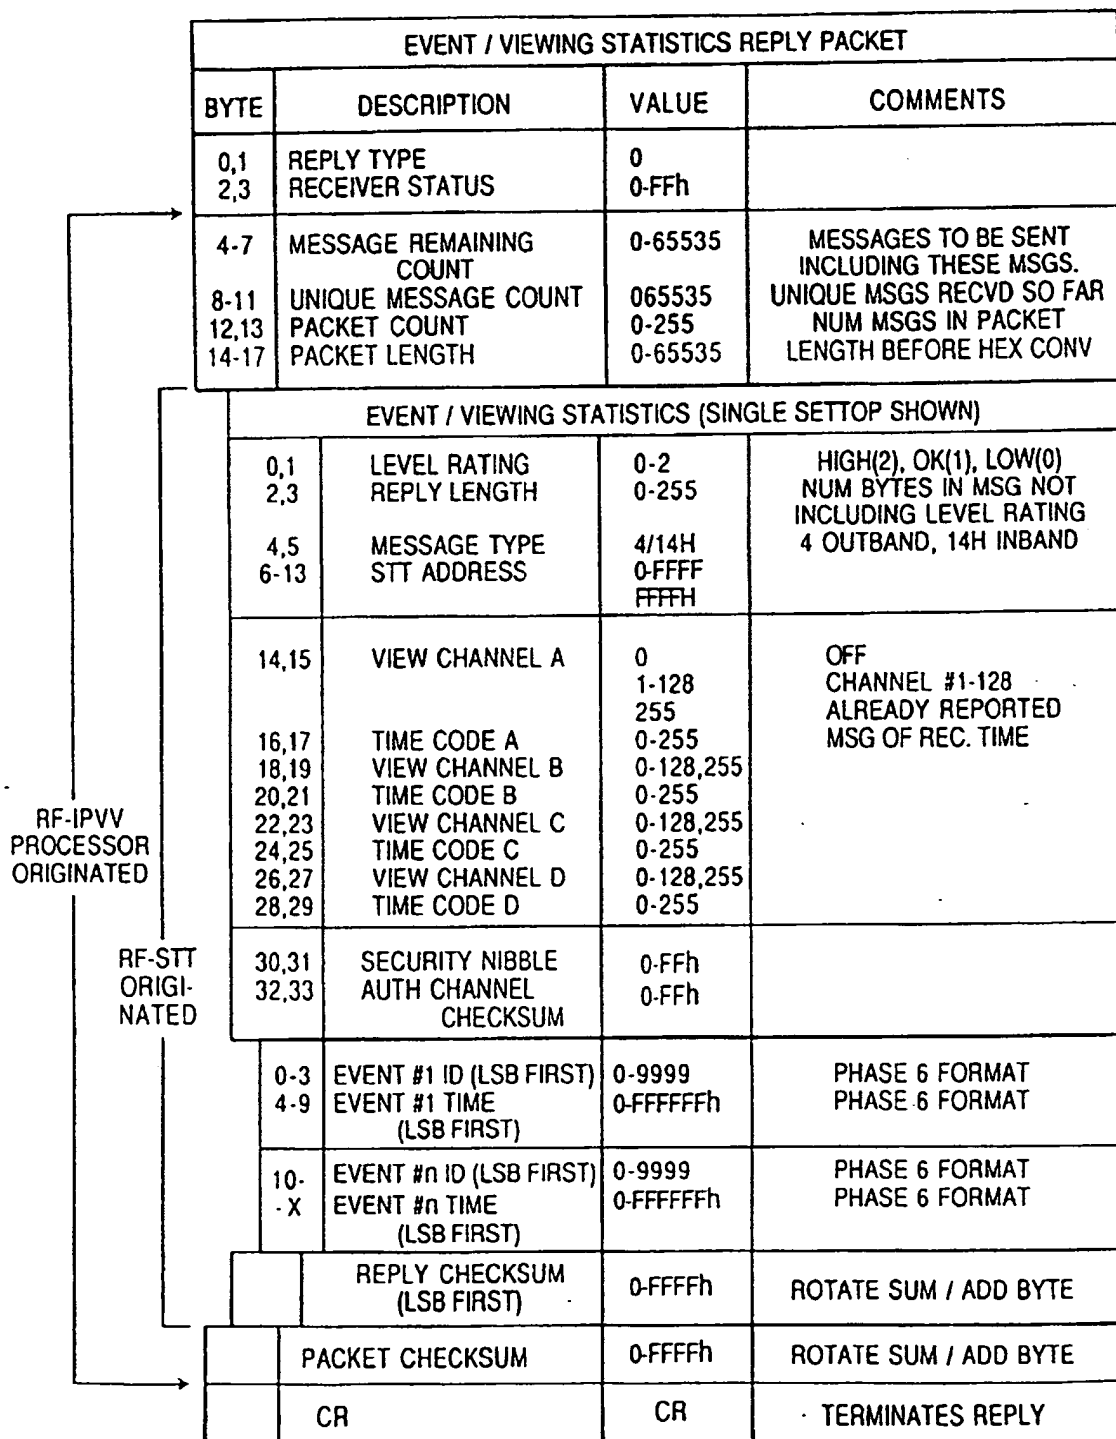 EVENT / VIEWING STATISTICS REPLY PACKET
BYTE DESCRIPTION VALUE COMMENTS
0,1 REPLY TYPE 0
2,3 RECEIVER STATUS 0-FFh
4-7 MESSAGE REMAINING 0-65535 MESSAGES TO BE SENT
COUNT INCLUDING THESE MSGS.
8-11 UNIQUE MESSAGE COUNT 065535 UNIQUE MSGS RECVD SO FAR
12,13 PACKET COUNT 0-255 NUM MSGS IN PACKET
14-17 PACKET LENGTH 0-65535 LENGTH BEFORE HEX CONV
EVENT / VIEWING STATISTICS (SINGLE SETTOP SHOWN)
0,1 LEVEL RATING 0-2 HIGH(2), OK(1), LOW(0)
2,3 REPLY LENGTH 0-255 NUM BYTES IN MSG NOT
INCLUDING LEVEL RATING
4,5 MESSAGE TYPE 4/14H 4 OUTBAND, 14H INBAND
6-13 STT ADDRESS 0-FFFF
FFFFH
14,15 VIEW CHANNEL A 0 OFF
1-128 CHANNEL #1-128
255 ALREADY REPORTED
16,17 TIME CODE A 0-255 MSG OF REC. TIME
18,19 VIEW CHANNEL B 0-128,255
20,21 TIME CODE B 0-255
22,23 VIEW CHANNEL C 0-128,255
24,25 TIME CODE C 0-255
26,27 VIEW CHANNEL D 0-128,255
28,29 TIME CODE D 0-255
RF-IPVV
PROCESSOR
ORIGINATED
30,31 SECURITY NIBBLE 0-FFh
32,33 AUTH CHANNEL 0-FFh
CHECKSUM
RF-STT
ORIGI-
NATED
0-3 EVENT #1 ID (LSB FIRST) 0-9999 PHASE 6 FORMAT
4-9 EVENT #1 TIME 0-FFFFFFh PHASE 6 FORMAT
(LSB FIRST)
10- EVENT #n ID (LSB FIRST) 0-9999 PHASE 6 FORMAT
-X EVENT #n TIME 0-FFFFFFh PHASE 6 FORMAT
(LSB FIRST)
REPLY CHECKSUM 0-FFFFh ROTATE SUM / ADD BYTE
(LSB FIRST)
PACKET CHECKSUM 0-FFFFh ROTATE SUM / ADD BYTE
CR CR TERMINATES REPLY